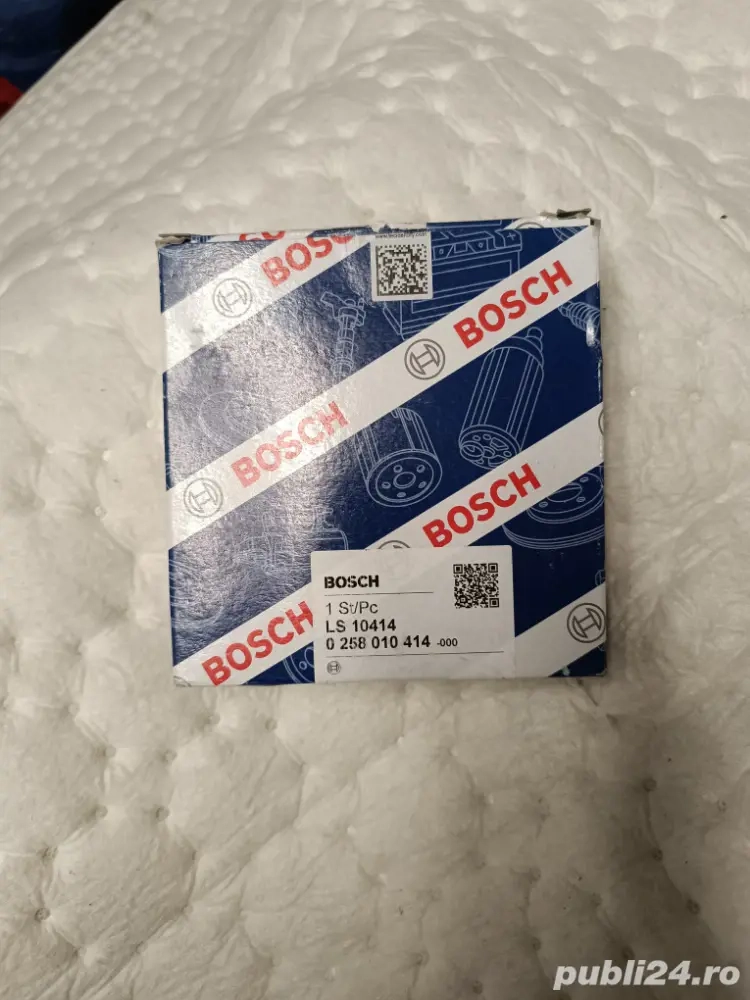 BOSCH
BOSCH
BOSCH
BOSCH
BOSCH
BOSCH
1 St/Pc
LS 10414
0 258 010 414 -000
publi24.ro